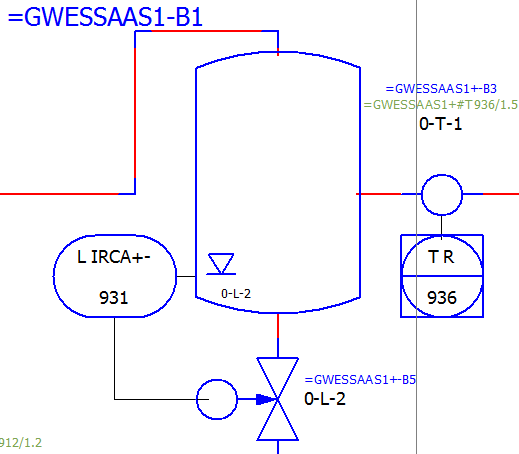 =GWESSAAS1-B1
=GWESSAAS1+-B3
=GWESSAAS1+#T936/1.5
0-T-1
L IRCA+-
931
0-L-2
T R
936
=GWESSAAS1+-B5
0-L-2
912/1.2